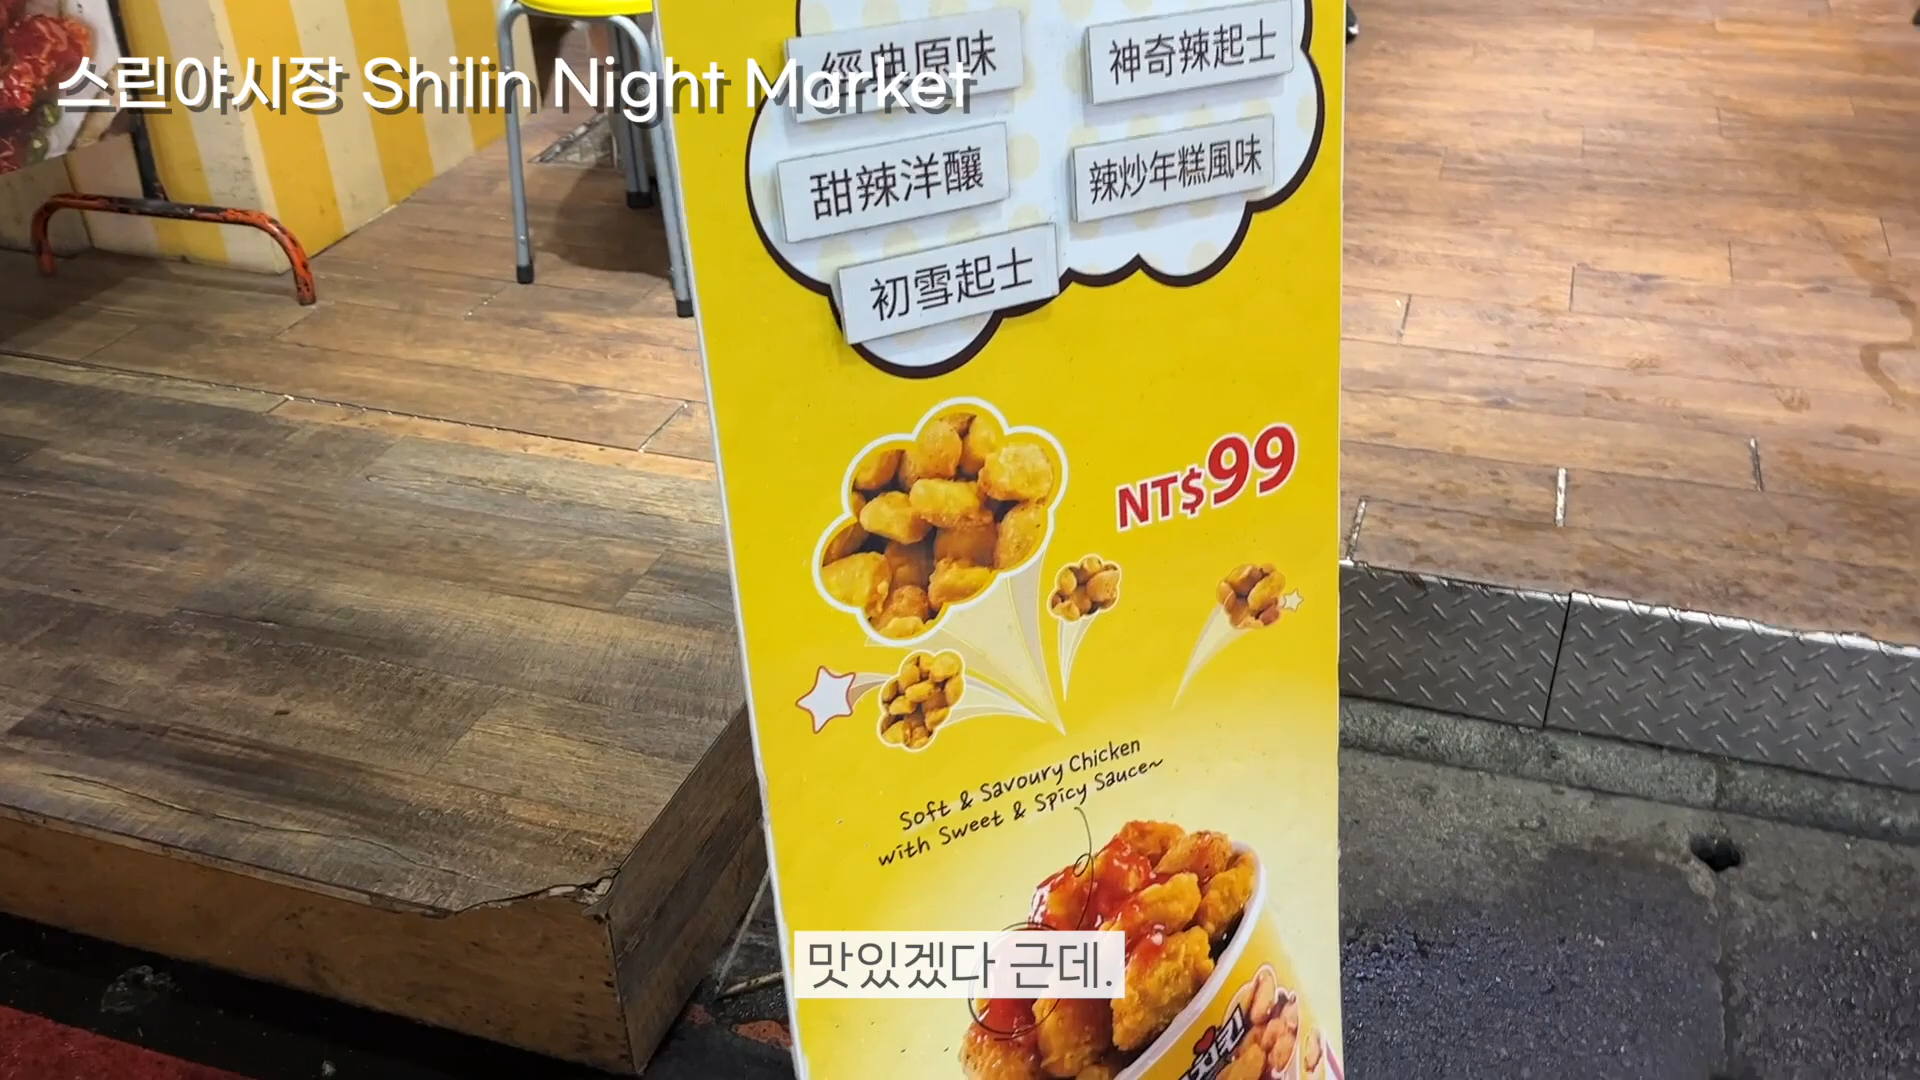 스린야시장 Shilin Night Market
經典原味
神奇辣起士
甜辣洋釀
辣炒年糕風味
初雪起士
NT$99
Soft & Savoury Chicken
with Sweet & Spicy Sauce~
맛있겠다 근데.